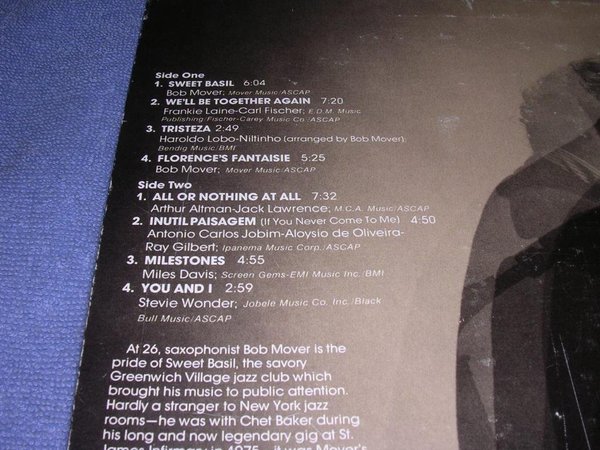 Side One
1. SWEET BASIL 6:04
Bob Mover; Mover Music/ASCAP
2. WE'LL BE TOGETHER AGAIN 7:20
Frankie Laine-Carl Fischer; E.D.M. Music
Publishing/Fischer-Carey Music Co./ASCAP
3. TRISTEZA 2:49
Haroldo Lobo-Niltinho (arranged by Bob Mover);
Bendig Music/BMI
4. FLORENCE'S FANTAISIE 5:25
Bob Mover; Mover Music/ASCAP
Side Two
1. ALL OR NOTHING AT ALL 7:32
Arthur Altman-Jack Lawrence; M.C.A. Music/ASCAP
2. INUTIL PAISAGEM (If You Never Come To Me) 4:50
Antonio Carlos Jobim-Aloysio de Oliveira-
Ray Gilbert; Ipanema Music Corp./ASCAP
3. MILESTONES 4:55
Miles Davis; Screen Gems-EMI Music Inc./BMI
4. YOU AND I 2:59
Stevie Wonder; Jobele Music Co. Inc./Black
Bull Music/ASCAP
At 26, saxophonist Bob Mover is the
pride of Sweet Basil, the savory
Greenwich Village jazz club which
brought his music to public attention.
Hardly a stranger to New York jazz
rooms—he was with Chet Baker during
his long and now legendary gig at St.
James Infirmary in 1975—it was Mover's